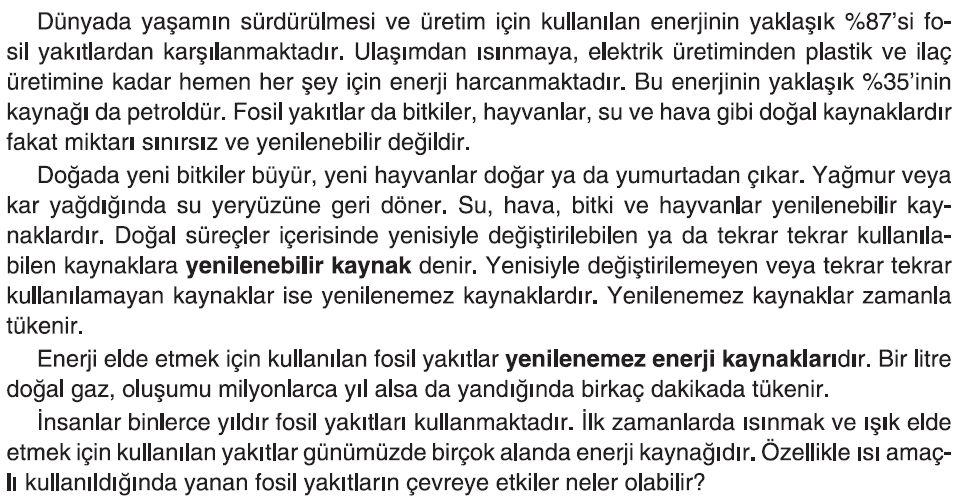 Dünyada yaşamın sürdürülmesi ve üretim için kullanılan enerjinin yaklaşık %87’si fo-
sil yakıtlardan karşılanmaktadır. Ulaşımdan ısınmaya, elektrik üretiminden plastik ve ilaç
üretimine kadar hemen her şey için enerji harcanmaktadır. Bu enerjinin yaklaşık %35’inin
kaynağı da petroldür. Fosil yakıtlar da bitkiler, hayvanlar, su ve hava gibi doğal kaynaklardır
fakat miktarı sınırsız ve yenilenebilir değildir.
Doğada yeni bitkiler büyür, yeni hayvanlar doğar ya da yumurtadan çıkar. Yağmur veya
kar yağdığında su yeryüzüne geri döner. Su, hava, bitki ve hayvanlar yenilenebilir kay-
naklardır. Doğal süreçler içerisinde yenisiyle değiştirilebilen ya da tekrar tekrar kullanıla-
bilen kaynaklara yenilenebilir kaynak denir. Yenisiyle değiştirilemeyen veya tekrar tekrar
kullanılamayan kaynaklar ise yenilenemez kaynaklardır. Yenilenemez kaynaklar zamanla
tükenir.
Enerji elde etmek için kullanılan fosil yakıtlar yenilenemez enerji kaynaklarıdır. Bir litre
doğal gaz, oluşumu milyonlarca yıl alsa da yandığında birkaç dakikada tükenir.
İnsanlar binlerce yıldır fosil yakıtları kullanmaktadır. İlk zamanlarda ısınmak ve ışık elde
etmek için kullanılan yakıtlar günümüzde birçok alanda enerji kaynağıdır. Özellikle ısı amaç-
lı kullanıldığında yanan fosil yakıtların çevreye etkiler neler olabilir?